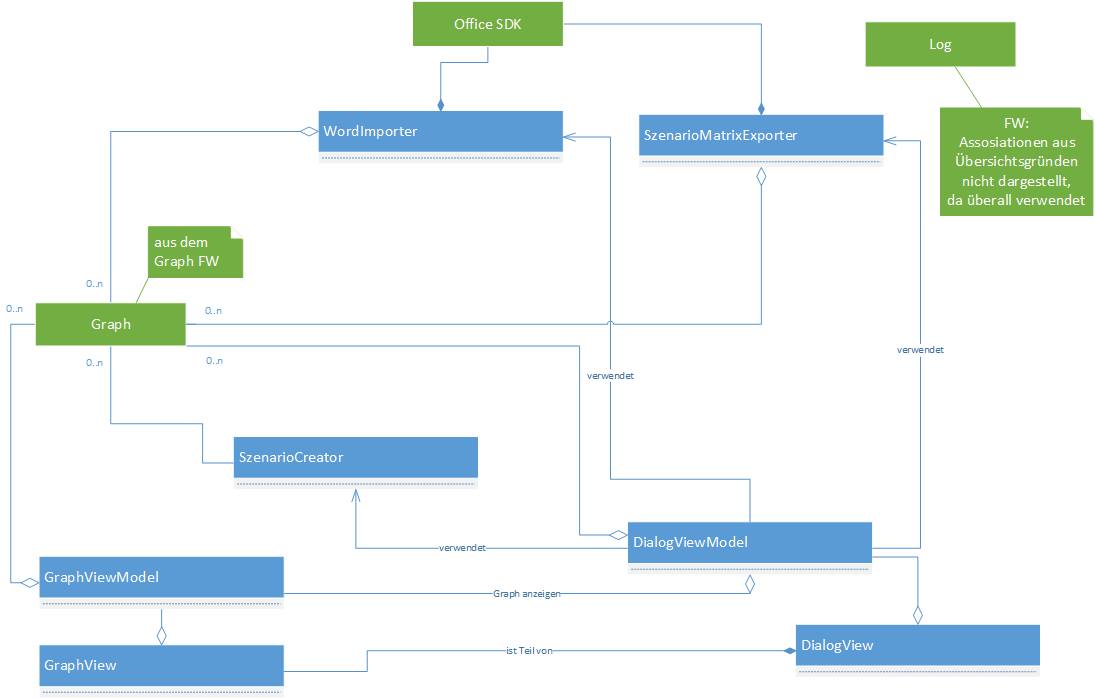 Office SDK
Log
WordImporter
SzenarioMatrixExporter
FW:
Assosiationen aus
Übersichtsgründen
nicht dargestellt,
da überall verwendet
aus dem
Graph FW
0..n
0..n
0..n
Graph
0..n
0..n
verwendet
verwendet
SzenarioCreator
DialogViewModel
verwendet
GraphViewModel
Graph anzeigen
DialogView
ist Teil von
GraphView